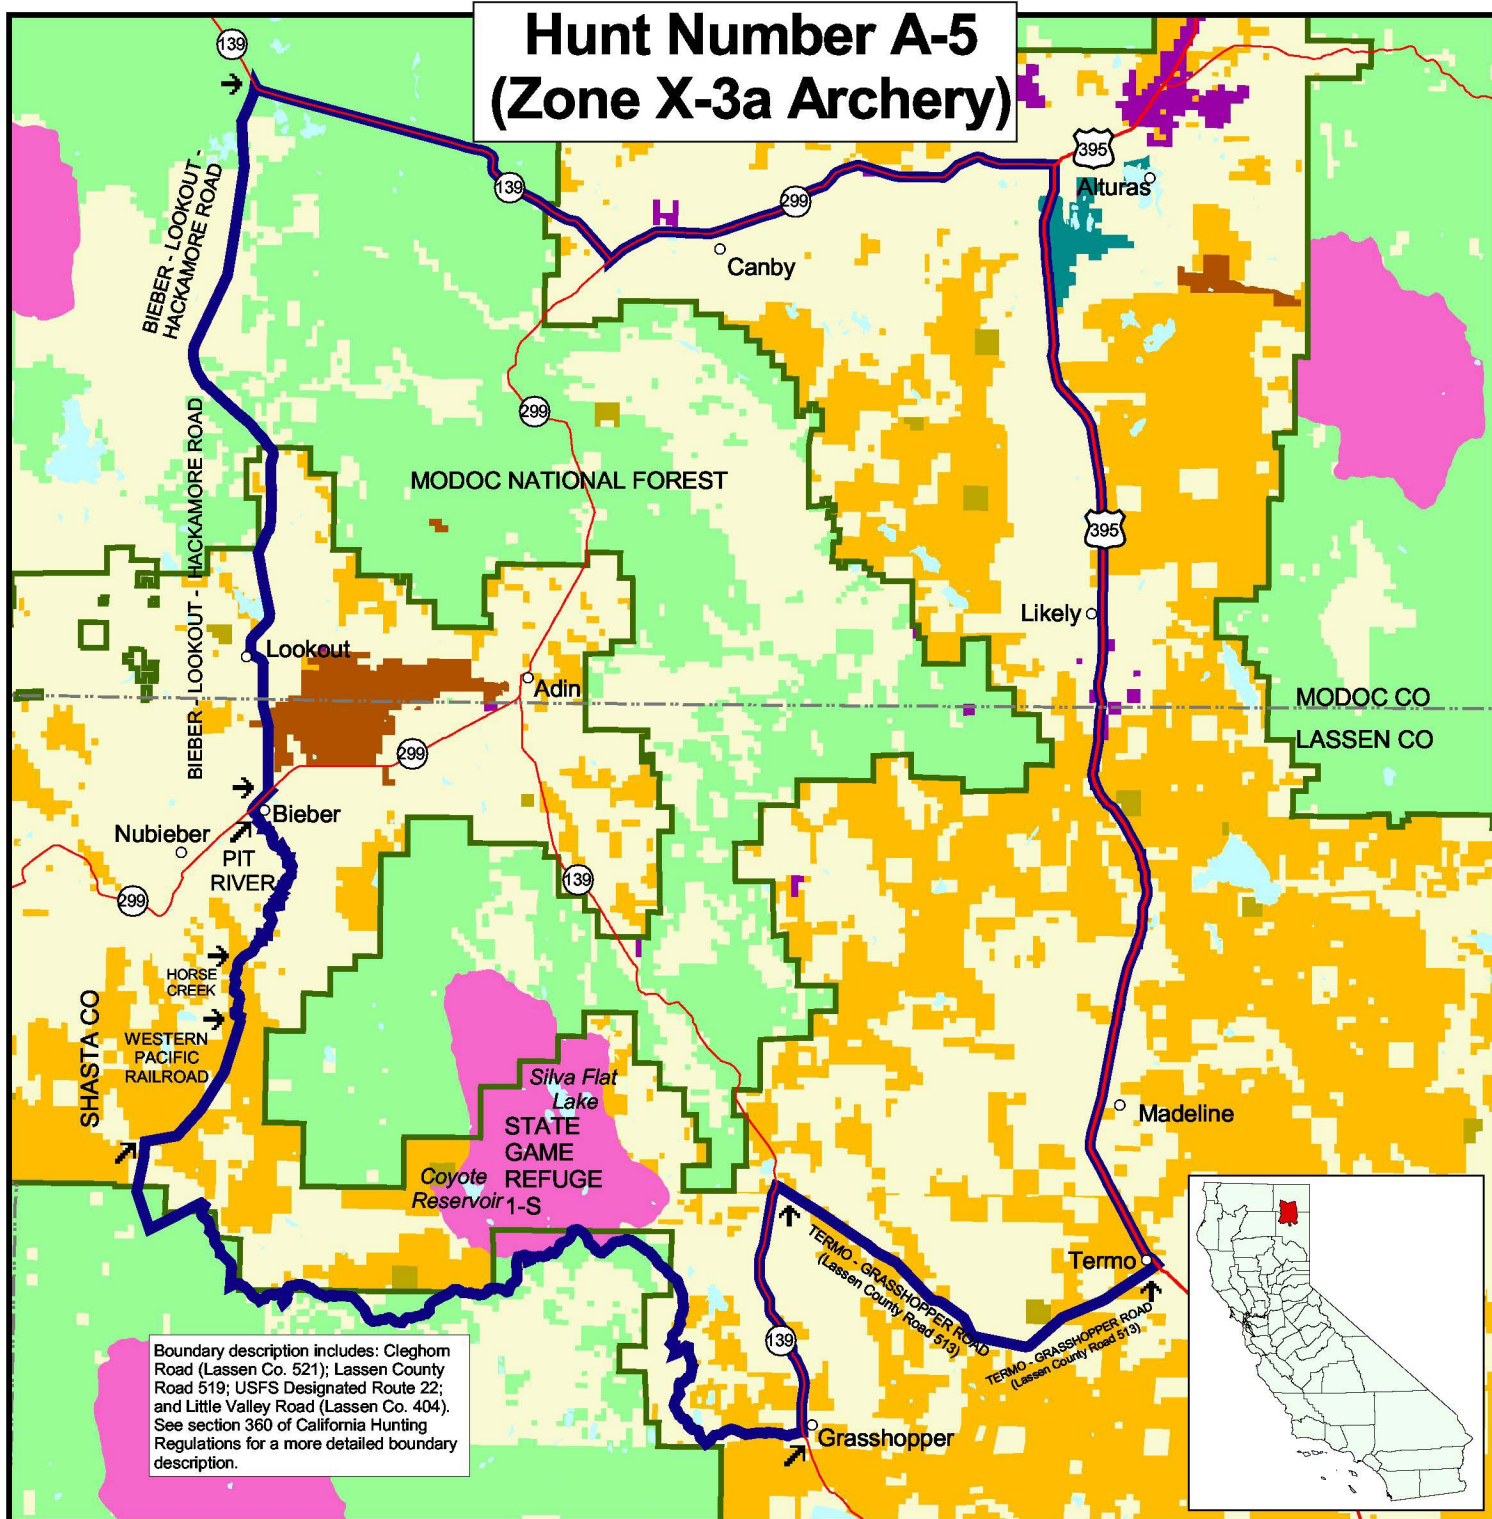 Hunt Number A-5
(Zone X-3a Archery)
139
BIEBER - LOOKOUT -
HACKAMORE ROAD
139
299
395
Alturas
Canby
299
MODOC NATIONAL FOREST
395
BIEBER - LOOKOUT - HACKAMORE ROAD
Likely
Lookout
Adin
MODOC CO
LASSEN CO
299
Bieber
Nubieber
PIT
RIVER
299
139
HORSE
CREEK
SHASTA CO
WESTERN
PACIFIC
RAILROAD
Silva Flat
Lake
STATE
GAME
REFUGE
1-S
Coyote
Reservoir
Madeline
Termo
TERMO - GRASSHOPPER ROAD
(Lassen County Road 513)
TERMO - GRASSHOPPER ROAD
(Lassen County Road 513)
139
Grasshopper
Boundary description includes: Cleghorn
Road (Lassen Co. 521); Lassen County
Road 519; USFS Designated Route 22;
and Little Valley Road (Lassen Co. 404).
See section 360 of California Hunting
Regulations for a more detailed boundary
description.